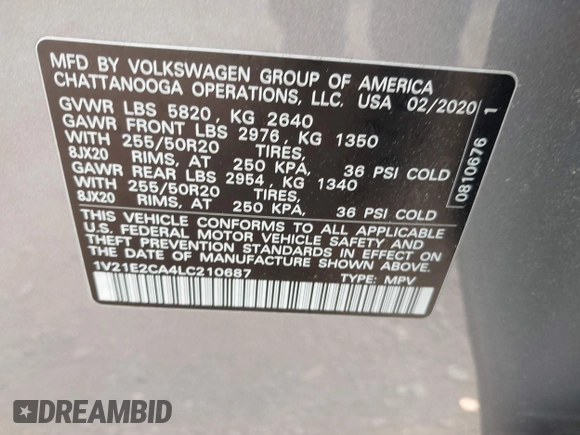 MFD BY VOLKSWAGEN GROUP OF AMERICA
CHATTANOOGA OPERATIONS, LLC. USA 02/2020
GVWR LBS 5820 , KG 2640
GAWR FRONT LBS 2976 , KG 1350
WITH 255/50R20 TIRES,
8JX20 RIMS, AT 250 KPA, 36 PSI COLD
GAWR REAR LBS 2954 , KG 1340
WITH 255/50R20 TIRES,
8JX20 RIMS, AT 250 KPA, 36 PSI COLD
THIS VEHICLE CONFORMS TO ALL APPLICABLE
U.S. FEDERAL MOTOR VEHICLE SAFETY AND
THEFT PREVENTION STANDARDS IN EFFECT ON
THE DATE OF MANUFACTURE SHOWN ABOVE.
1V21E2CA4LC210687 TYPE: MPV
0810676 1
DREAMBID